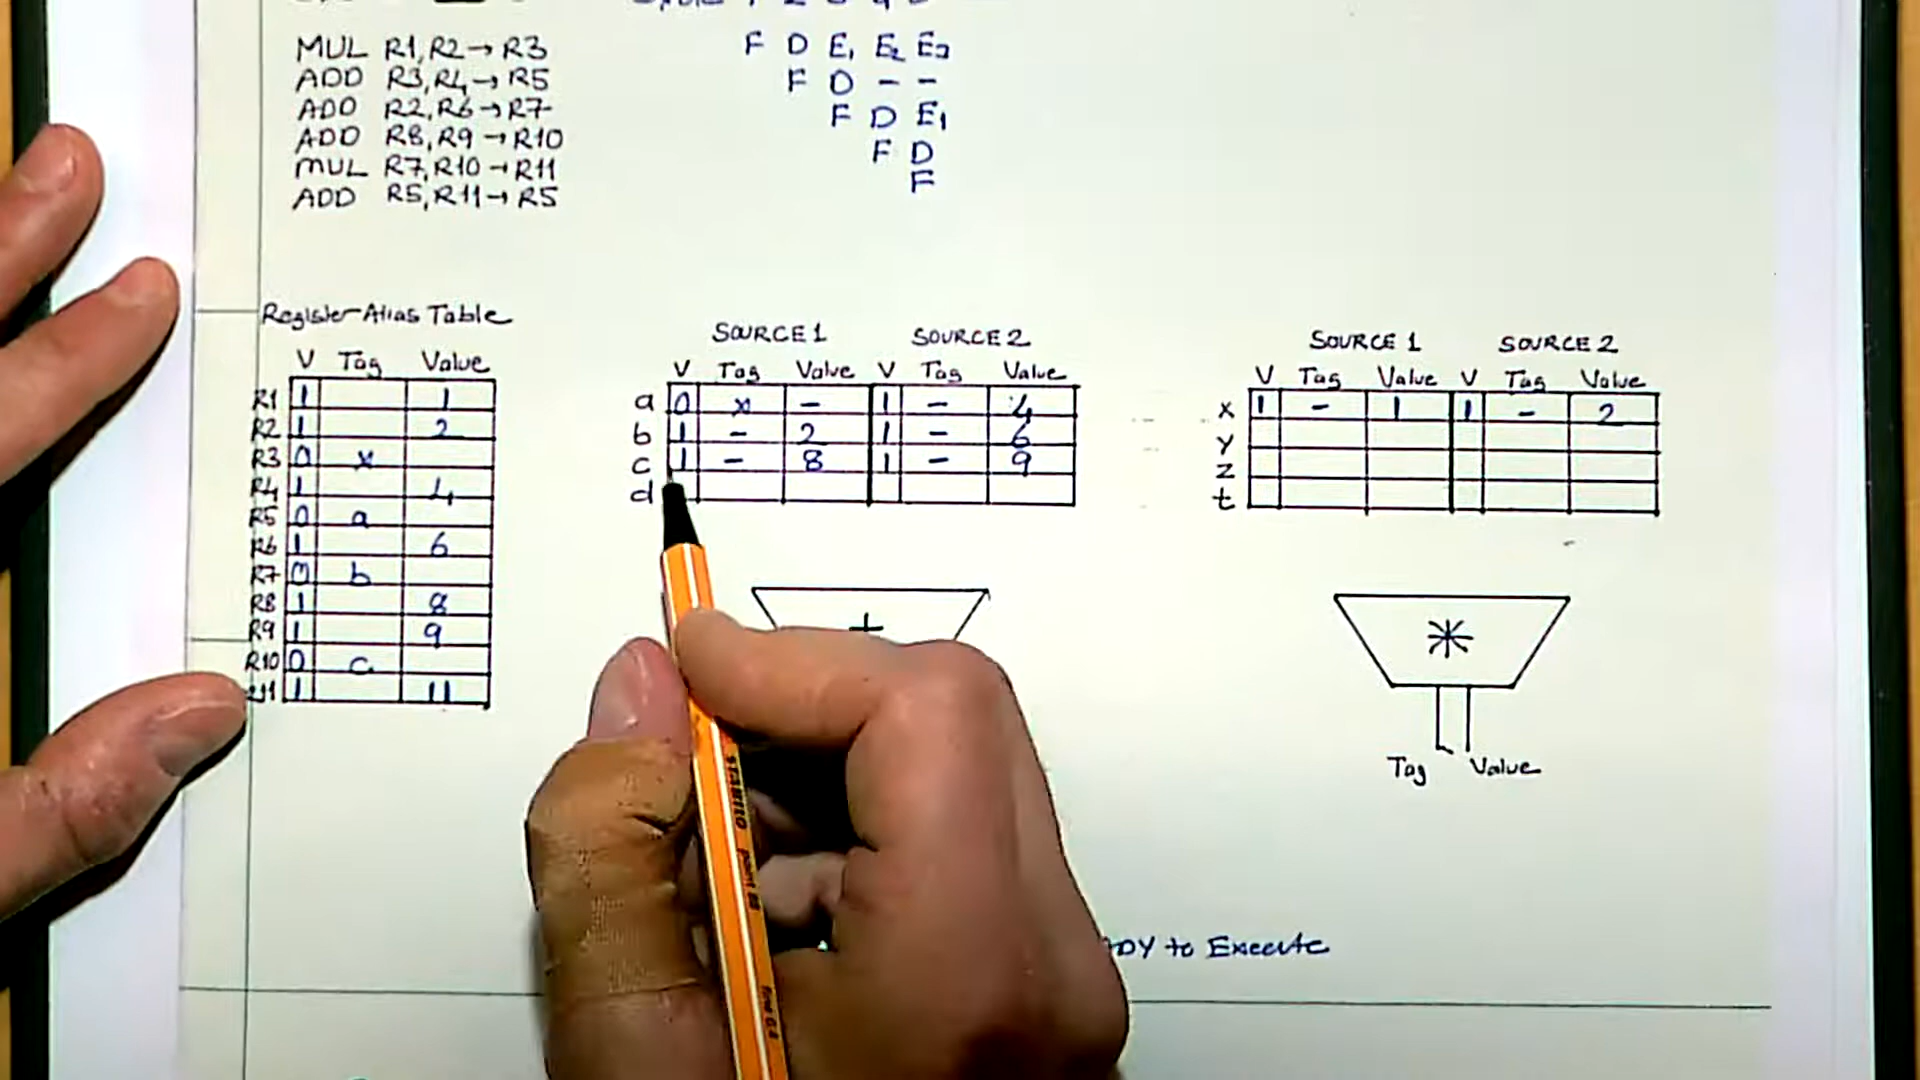 MUL R1, R2 → R3 F D E1 E2 E3
ADD R3, R4 → R5 F D - -
ADD R2, R6 → R7 F D E1
ADD R8, R9 → R10 F D
MUL R7, R10 → R11 F
ADD R5, R11 → R5
Register Alias Table
V Tag Value
R1 1 1
R2 1 2
R3 0 x
R4 1 4
R5 0 a
R6 1 6
R7 0 b
R8 1 8
R9 1 9
R10 0 c
R11 1 11
SOURCE 1 SOURCE 2
V Tag Value V Tag Value
a 0 x - 1 - 4
b 1 - 2 1 - 6
c 1 - 8 1 - 9
d
+
SOURCE 1 SOURCE 2
V Tag Value V Tag Value
x 1 - 1 1 - 2
y
z
t
*
Tag Value
to Execute
STABILO point 88